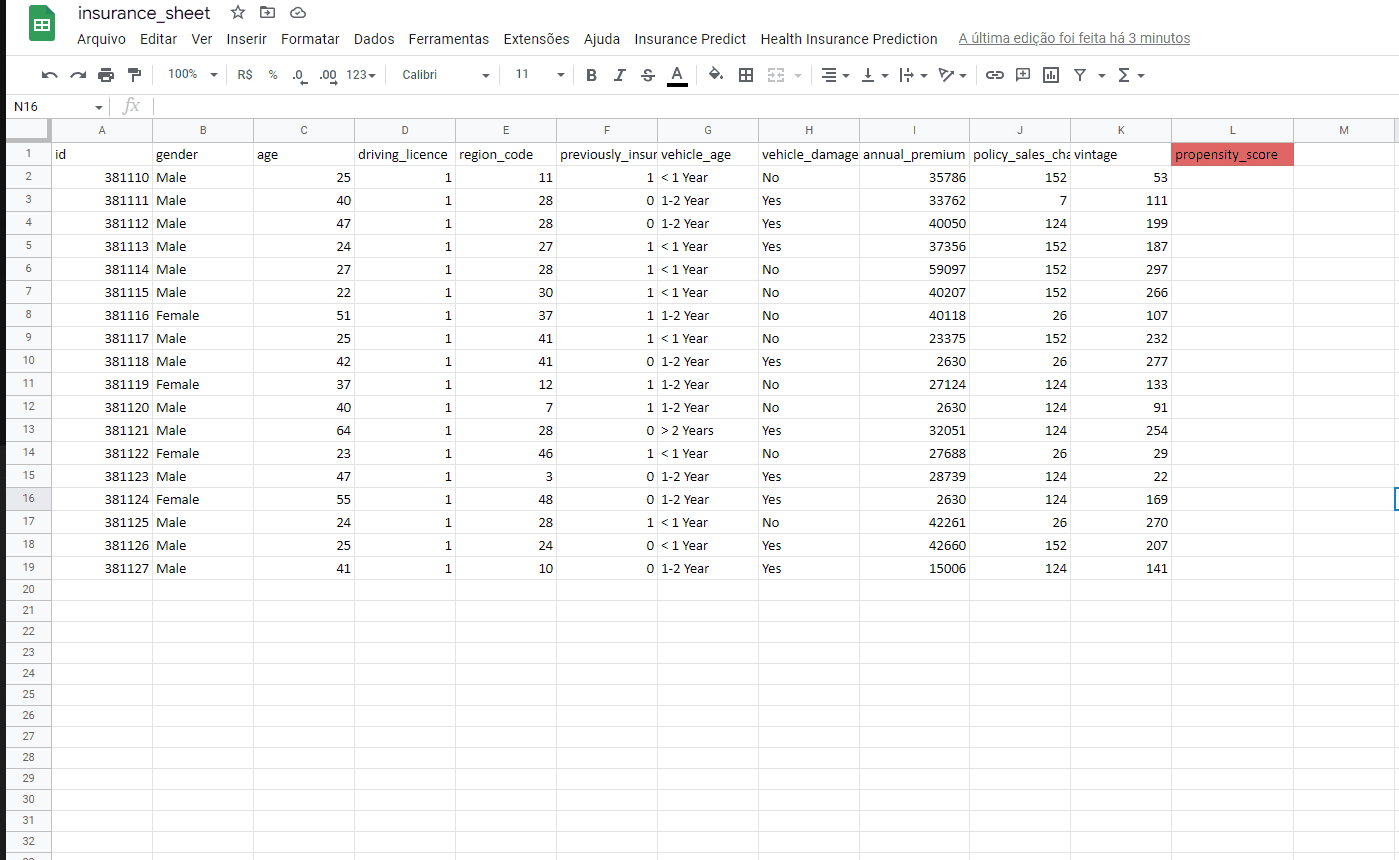 insurance_sheet
Arquivo Editar Ver Inserir Formatar Dados Ferramentas Extensões Ajuda Insurance Predict Health Insurance Prediction A última edição foi feita há 3 minutos
100% R$ % .0 .00 123 Calibri 11 B I S A
N16 fx
A B C D E F G H I J K L M
1 id gender age driving_licence region_code previously_insur vehicle_age vehicle_damage annual_premium policy_sales_cha vintage propensity_score
2 381110 Male 25 1 11 1 < 1 Year No 35786 152 53
3 381111 Male 40 1 28 0 1-2 Year Yes 33762 7 111
4 381112 Male 47 1 28 0 1-2 Year Yes 40050 124 199
5 381113 Male 24 1 27 1 < 1 Year Yes 37356 152 187
6 381114 Male 27 1 28 1 < 1 Year No 59097 152 297
7 381115 Male 22 1 30 1 < 1 Year No 40207 152 266
8 381116 Female 51 1 37 1 1-2 Year No 40118 26 107
9 381117 Male 25 1 41 1 < 1 Year No 23375 152 232
10 381118 Male 42 1 41 0 1-2 Year Yes 2630 26 277
11 381119 Female 37 1 12 1 1-2 Year No 27124 124 133
12 381120 Male 40 1 7 1 1-2 Year No 2630 124 91
13 381121 Male 64 1 28 0 > 2 Years Yes 32051 124 254
14 381122 Female 23 1 46 1 < 1 Year No 27688 26 29
15 381123 Male 47 1 3 0 1-2 Year Yes 28739 124 22
16 381124 Female 55 1 48 0 1-2 Year Yes 2630 124 169
17 381125 Male 24 1 28 1 < 1 Year No 42261 26 270
18 381126 Male 25 1 24 0 < 1 Year Yes 42660 152 207
19 381127 Male 41 1 10 0 1-2 Year Yes 15006 124 141
20
21
22
23
24
25
26
27
28
29
30
31
32